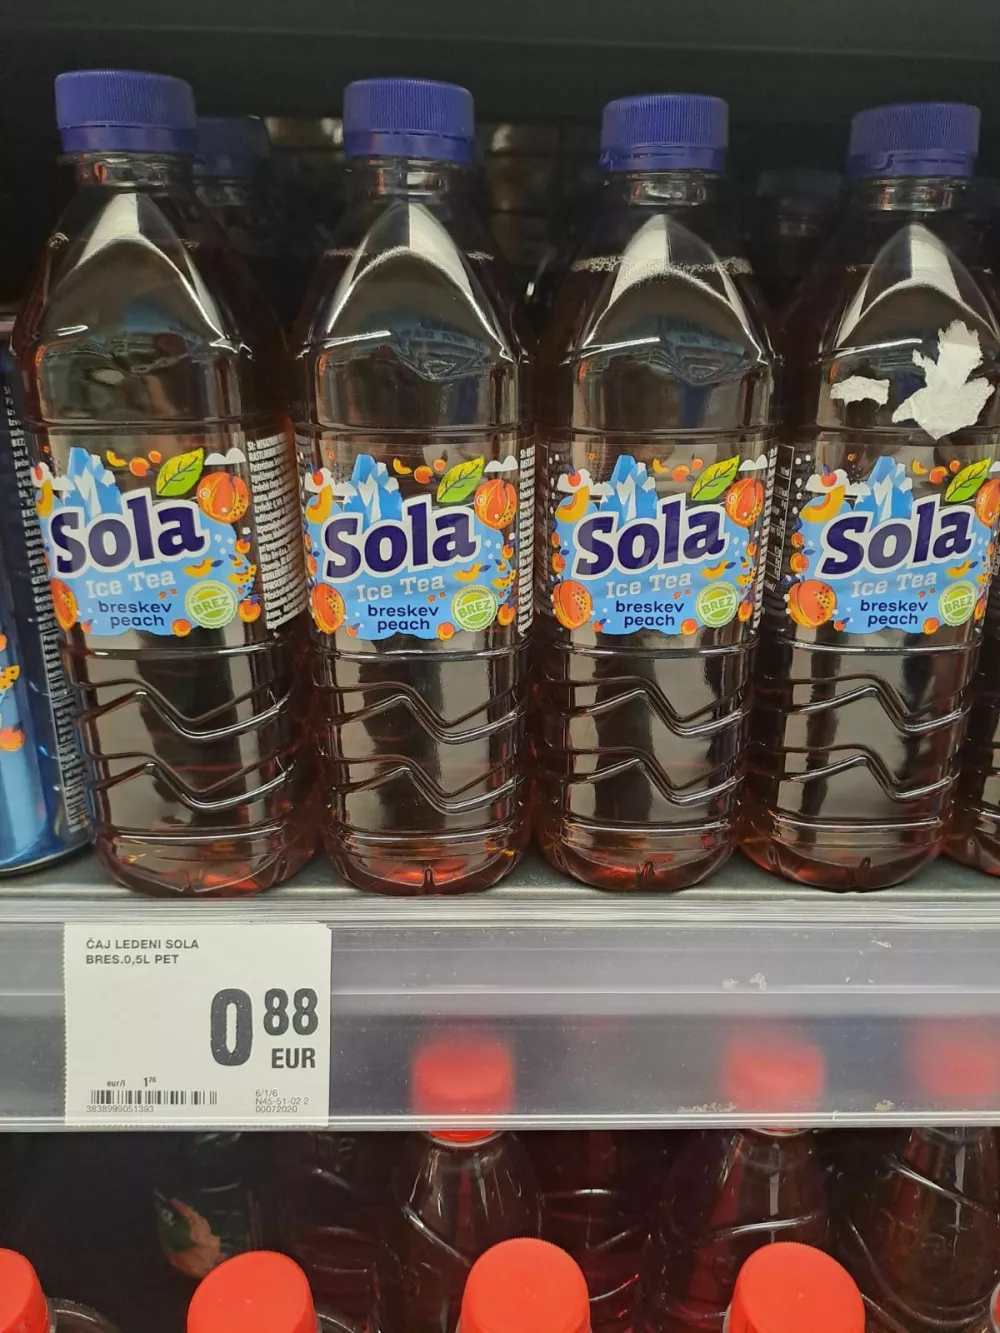 Sola
Ice Tea
breskev
peach
BREZ
Sola
Ice Tea
breskev
peach
BREZ
Sola
Ice Tea
breskev
peach
BREZ
Sola
Ice Tea
breskev
peach
BREZ
ČAJ LEDENI SOLA
BRES.0,5L PET
0 88
EUR
eur/l 1 76
3838999051393
6/1/6
N45-51-02 2
00072020